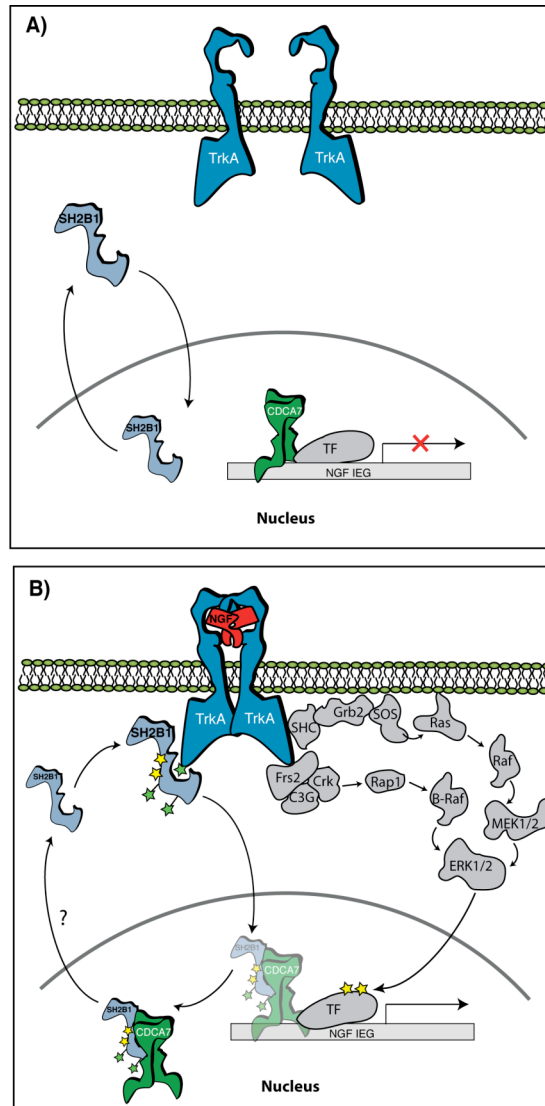 A)
TrkA
TrkA
SH2B1
SH2B1
CDCA7
TF
NGF IEG
Nucleus
B)
NGF
TrkA
TrkA
SH2B1
SHC
Grb2
SOS
Ras
Raf
MEK1/2
Frs2
Crk
C3G
Rap1
B-Raf
ERK1/2
SH2B1
?
SH2B1
CDCA7
TF
NGF IEG
SH2B1
CDCA7
Nucleus